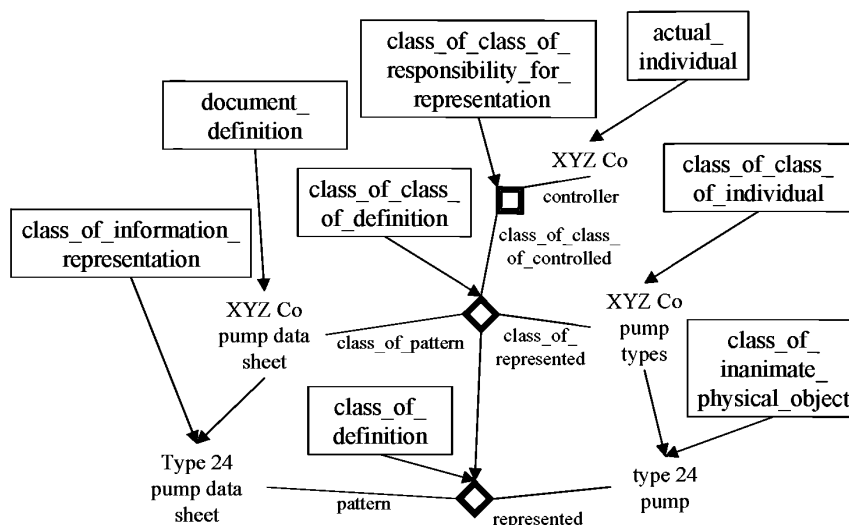 class_of_class_of_
responsibility_for_
representation
actual_
individual
document_
definition
XYZ Co
class_of_class_
of_individual
class_of_class_
of_definition
controller
class_of_information_
representation
class_of_class_
of_controlled
XYZ Co
pump data
sheet
class_of_pattern
class_of_
represented
XYZ Co
pump
types
class_of_
inanimate_
physical_object
class_of_
definition
Type 24
pump data
sheet
pattern
represented
type 24
pump